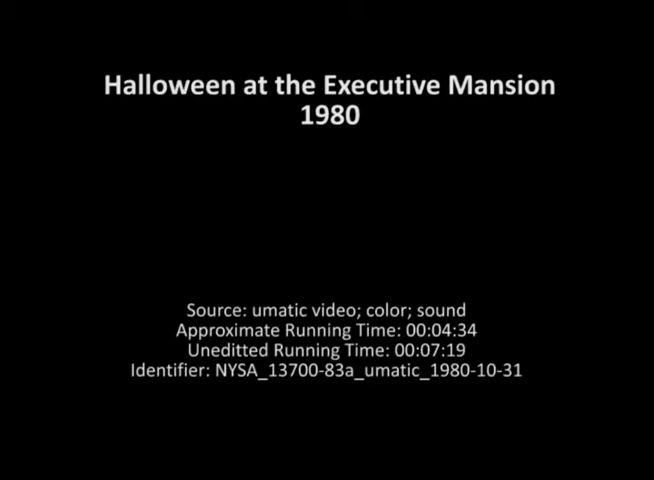 Halloween at the Executive Mansion
1980
Source: umatic video; color; sound
Approximate Running Time: 00:04:34
Uneditted Running Time: 00:07:19
Identifier: NYSA_13700-83a_umatic_1980-10-31